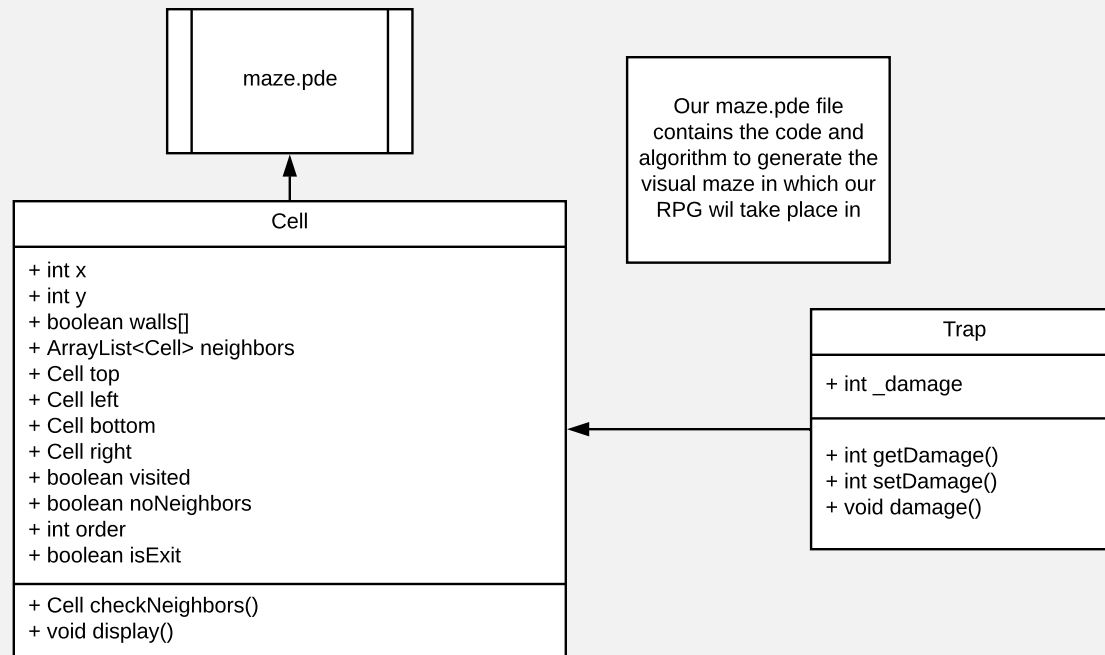 maze.pde
Our maze.pde file
contains the code and
algorithm to generate the
visual maze in which our
RPG wil take place in
Cell
+ int x
+ int y
+ boolean walls[]
+ ArrayList<Cell> neighbors
+ Cell top
+ Cell left
+ Cell bottom
+ Cell right
+ boolean visited
+ boolean noNeighbors
+ int order
+ boolean isExit
+ Cell checkNeighbors()
+ void display()
Trap
+ int _damage
+ int getDamage()
+ int setDamage()
+ void damage()